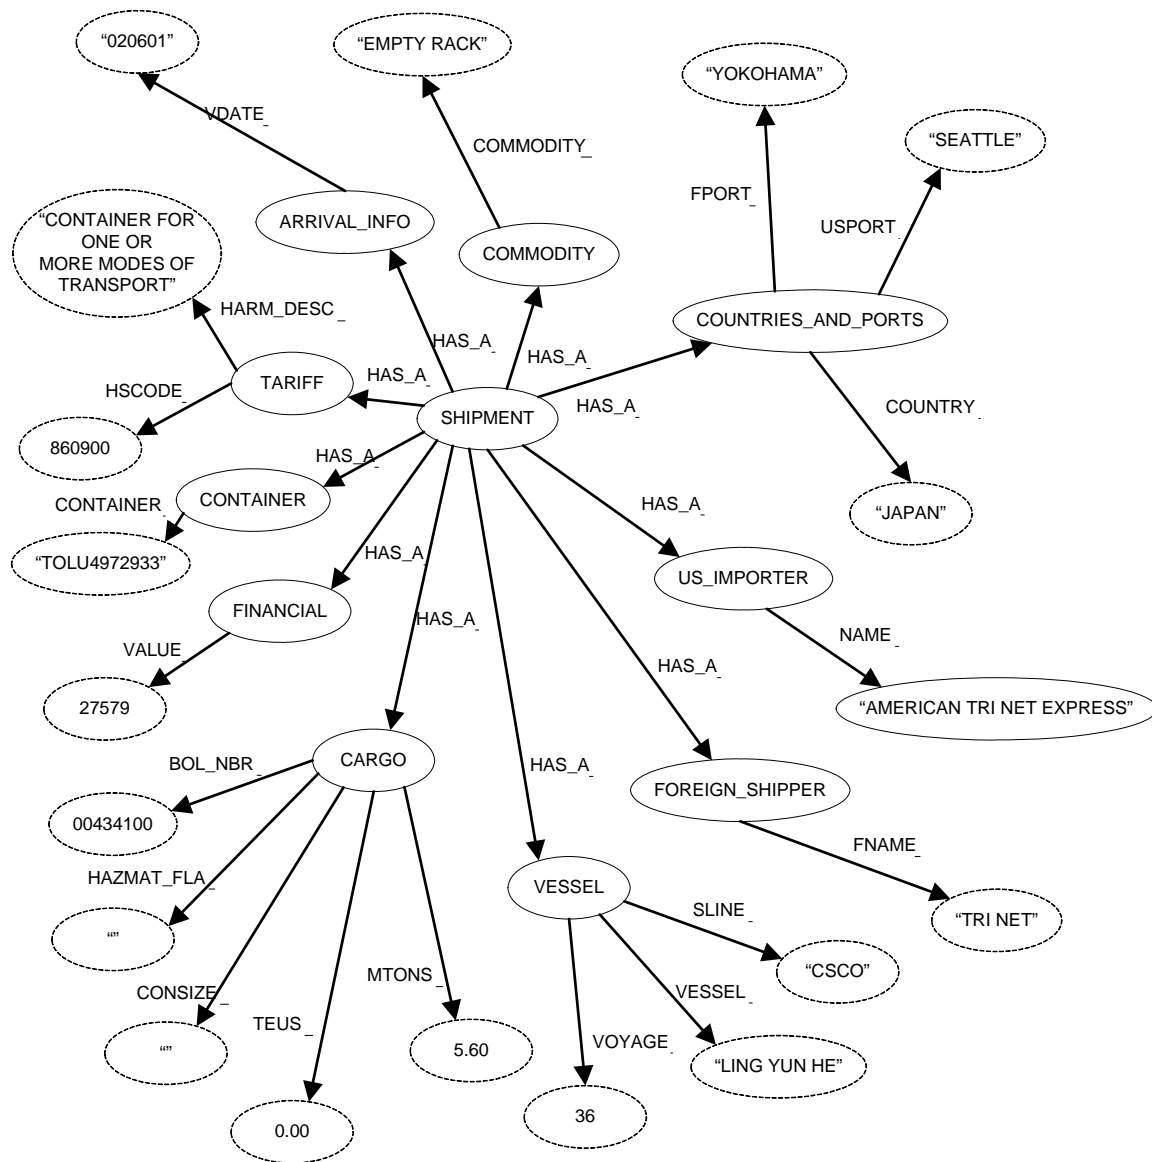 “020601”
“EMPTY RACK”
“YOKOHAMA”
VDATE_
COMMODITY_
“SEATTLE”
FPORT_
“CONTAINER FOR
ONE OR
MORE MODES OF
TRANSPORT”
ARRIVAL_INFO
USPORT_
COMMODITY
HARM_DESC_
COUNTRIES_AND_PORTS
HAS_A_
HAS_A_
HAS_A_
TARIFF
HSCODE_
HAS_A_
SHIPMENT
COUNTRY_
860900
HAS_A_
CONTAINER_
CONTAINER
HAS_A_
“JAPAN”
“TOLU4972933”
HAS_A_
US_IMPORTER
FINANCIAL
HAS_A_
VALUE_
NAME_
HAS_A_
27579
“AMERICAN TRI NET EXPRESS”
BOL_NBR_
CARGO
HAS_A_
FOREIGN_SHIPPER
00434100
FNAME_
HAZMAT_FLA_
VESSEL
SLINE_
“TRI NET”
“”
“CSCO”
CONSIZE_
MTONS_
VESSEL_
TEUS_
VOYAGE_
“”
5.60
“LING YUN HE”
0.00
36